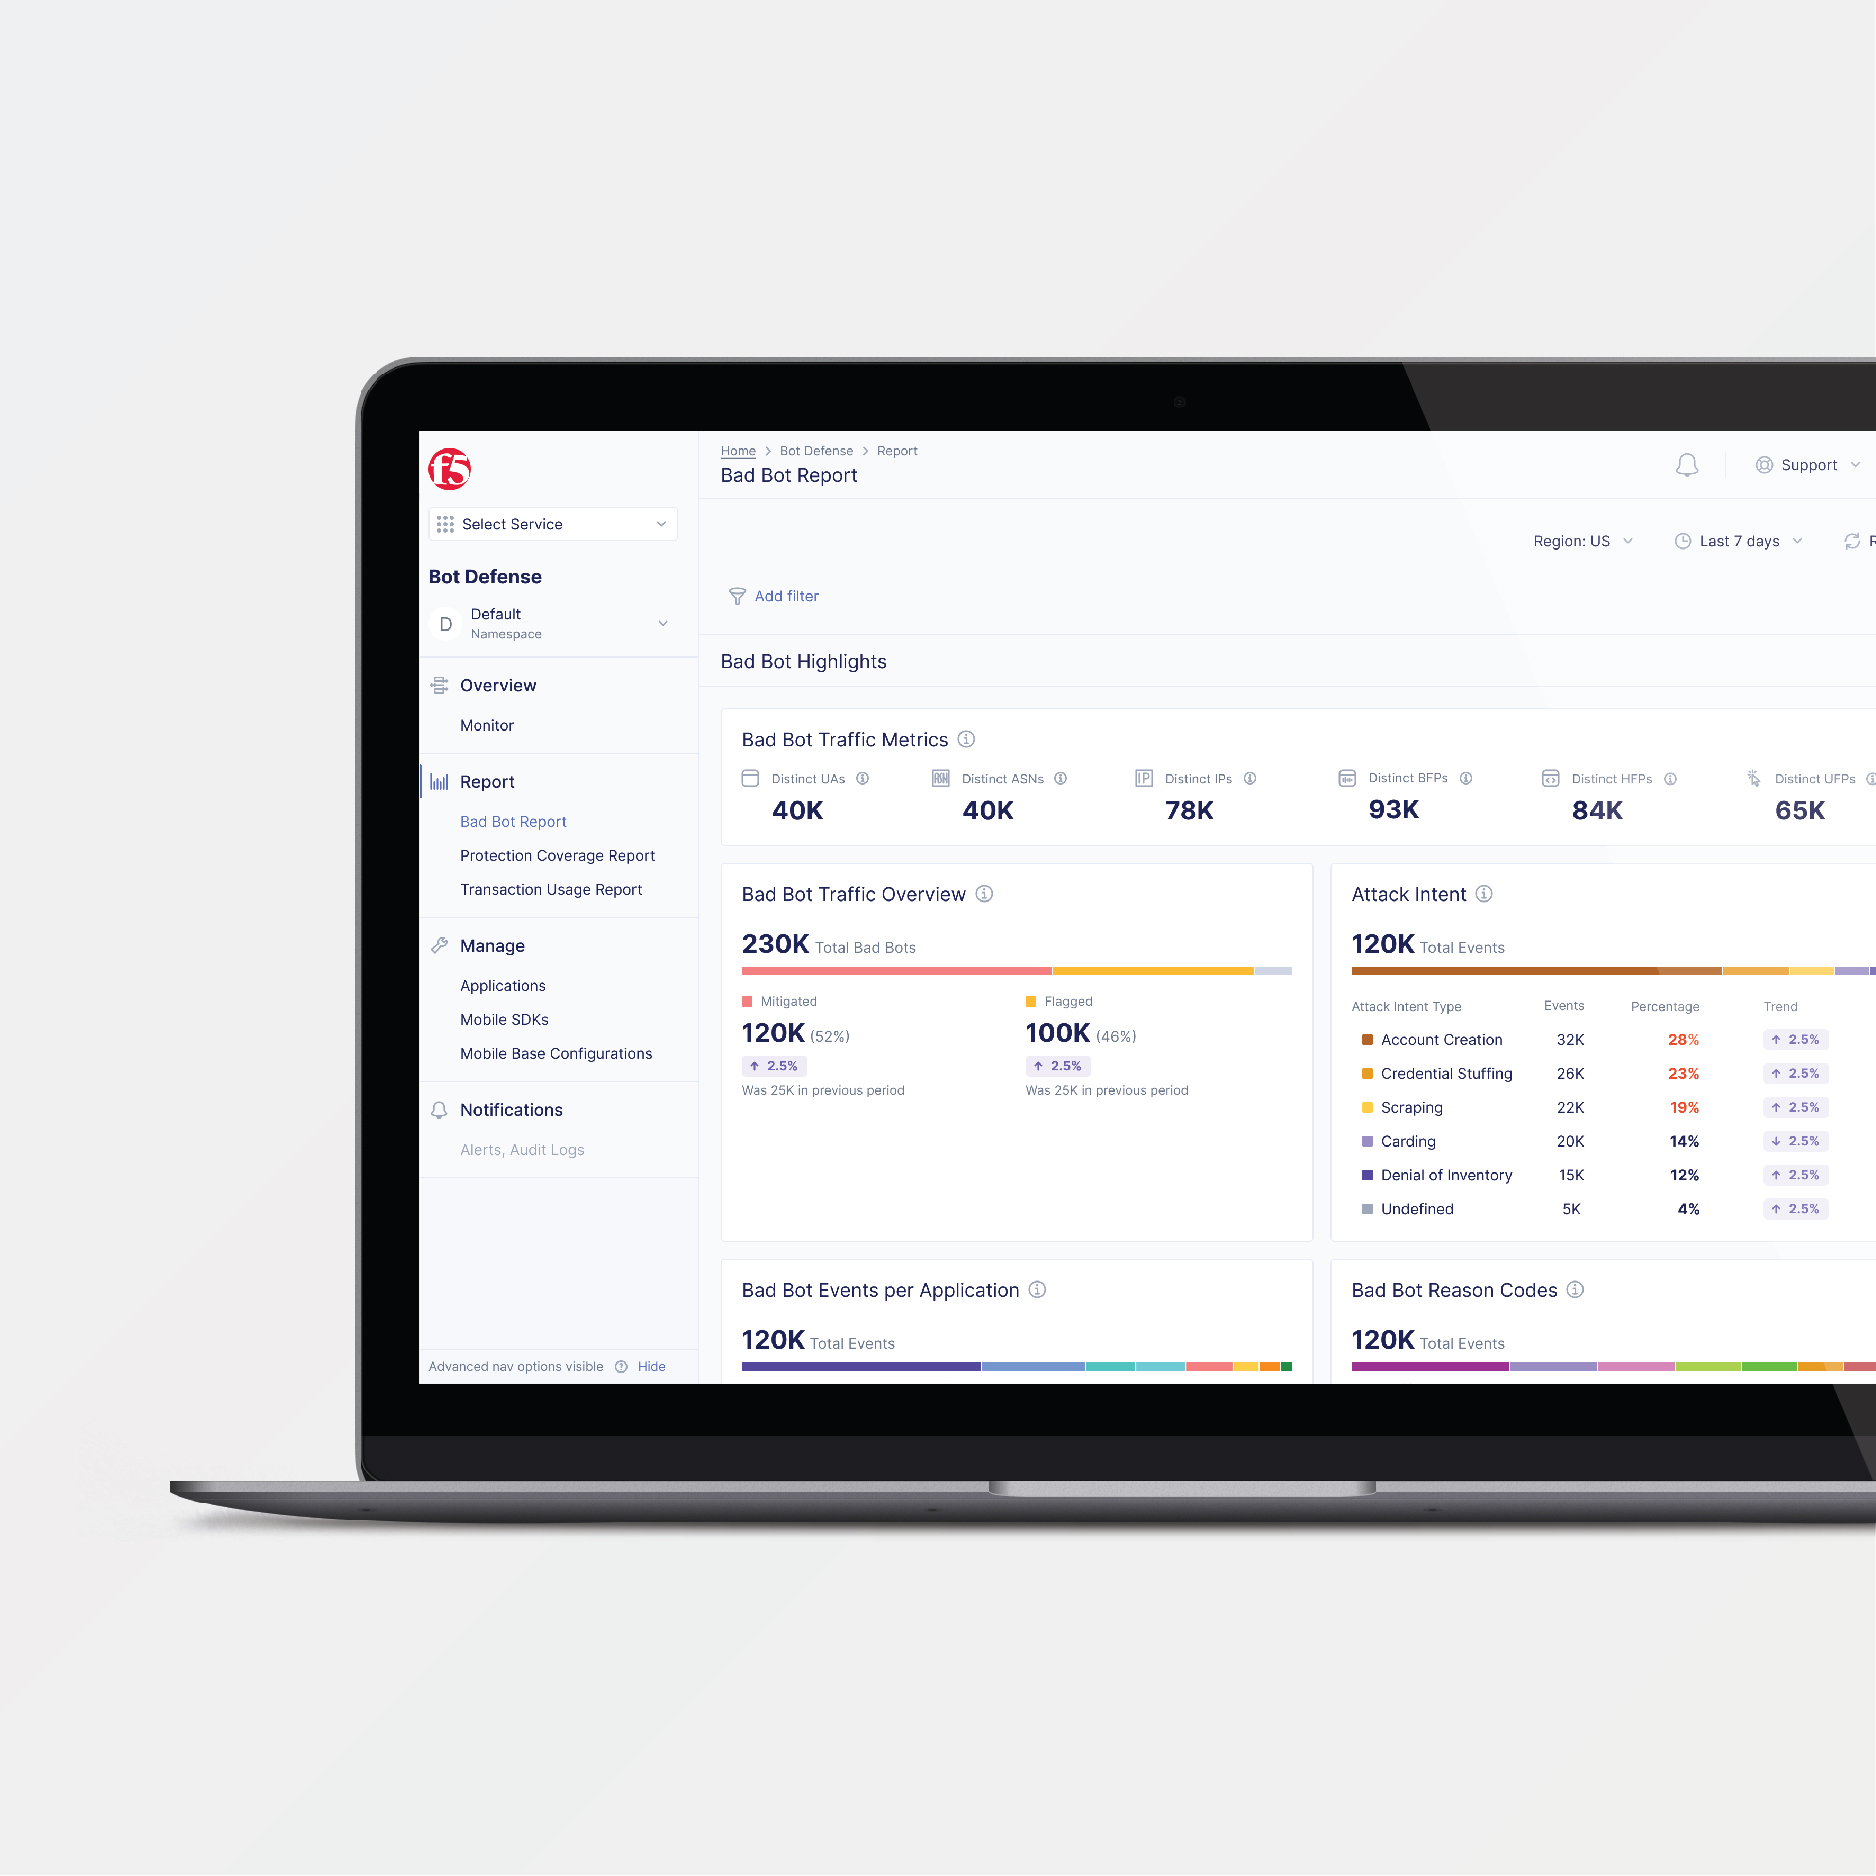 f5
Select Service
Bot Defense
D
Default
Namespace
Overview
Monitor
Report
Bad Bot Report
Protection Coverage Report
Transaction Usage Report
Manage
Applications
Mobile SDKs
Mobile Base Configurations
Notifications
Alerts, Audit Logs
Advanced nav options visible Hide
Home > Bot Defense > Report
Bad Bot Report
Support
Region: US
Last 7 days
Add filter
Bad Bot Highlights
Bad Bot Traffic Metrics
Distinct UAs
40K
ASN Distinct ASNs
40K
IP Distinct IPs
78K
Distinct BFPs
93K
Distinct HFPs
84K
Distinct UFPs
65K
Bad Bot Traffic Overview
230K Total Bad Bots
Mitigated
120K (52%)
↑ 2.5%
Was 25K in previous period
Flagged
100K (46%)
↑ 2.5%
Was 25K in previous period
Attack Intent
120K Total Events
Attack Intent Type Events Percentage Trend
Account Creation 32K 28% ↑ 2.5%
Credential Stuffing 26K 23% ↑ 2.5%
Scraping 22K 19% ↑ 2.5%
Carding 20K 14% ↓ 2.5%
Denial of Inventory 15K 12% ↑ 2.5%
Undefined 5K 4% ↑ 2.5%
Bad Bot Events per Application
120K Total Events
Bad Bot Reason Codes
120K Total Events